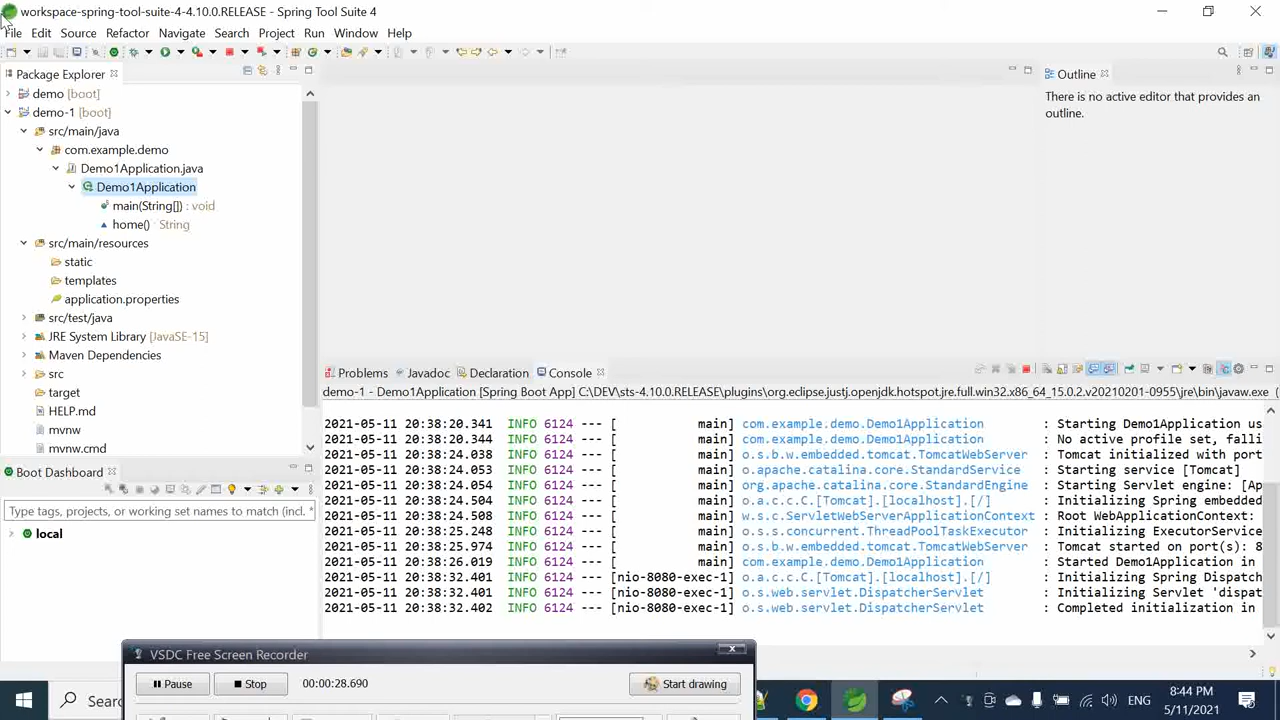 workspace-spring-tool-suite-4-4.10.0.RELEASE - Spring Tool Suite 4
File Edit Source Refactor Navigate Search Project Run Window Help
Package Explorer
demo [boot]
demo-1 [boot]
src/main/java
com.example.demo
Demo1Application.java
Demo1Application
main(String[]) : void
home() String
src/main/resources
static
templates
application.properties
src/test/java
JRE System Library [JavaSE-15]
Maven Dependencies
src
target
HELP.md
mvnw
mvnw.cmd
Boot Dashboard
Type tags, projects, or working set names to match (incl. *
local
Outline
There is no active editor that provides an
outline.
Problems Javadoc Declaration Console
demo-1 - Demo1Application [Spring Boot App] C:\DEV\sts-4.10.0.RELEASE\plugins\org.eclipse.justj.openjdk.hotspot.jre.full.win32.x86_64_15.0.2.v20210201-0955\jre\bin\javaw.exe (
2021-05-11 20:38:20.341 INFO 6124 --- [ main] com.example.demo.Demo1Application : Starting Demo1Application us
2021-05-11 20:38:20.344 INFO 6124 --- [ main] com.example.demo.Demo1Application : No active profile set, falli
2021-05-11 20:38:24.038 INFO 6124 --- [ main] o.s.b.w.embedded.tomcat.TomcatWebServer : Tomcat initialized with port
2021-05-11 20:38:24.053 INFO 6124 --- [ main] o.apache.catalina.core.StandardService : Starting service [Tomcat]
2021-05-11 20:38:24.054 INFO 6124 --- [ main] org.apache.catalina.core.StandardEngine : Starting Servlet engine: [Ap
2021-05-11 20:38:24.504 INFO 6124 --- [ main] o.a.c.c.C.[Tomcat].[localhost].[/] : Initializing Spring embedded
2021-05-11 20:38:24.508 INFO 6124 --- [ main] w.s.c.ServletWebServerApplicationContext : Root WebApplicationContext:
2021-05-11 20:38:25.248 INFO 6124 --- [ main] o.s.s.concurrent.ThreadPoolTaskExecutor : Initializing ExecutorService
2021-05-11 20:38:25.974 INFO 6124 --- [ main] o.s.b.w.embedded.tomcat.TomcatWebServer : Tomcat started on port(s): 8
2021-05-11 20:38:26.019 INFO 6124 --- [ main] com.example.demo.Demo1Application : Started Demo1Application in
2021-05-11 20:38:32.401 INFO 6124 --- [nio-8080-exec-1] o.a.c.c.C.[Tomcat].[localhost].[/] : Initializing Spring Dispatc
2021-05-11 20:38:32.401 INFO 6124 --- [nio-8080-exec-1] o.s.web.servlet.DispatcherServlet : Initializing Servlet 'dispat
2021-05-11 20:38:32.402 INFO 6124 --- [nio-8080-exec-1] o.s.web.servlet.DispatcherServlet : Completed initialization in
VSDC Free Screen Recorder
Pause Stop 00:00:28.690 Start drawing
Searc
ENG
8:44 PM
5/11/2021